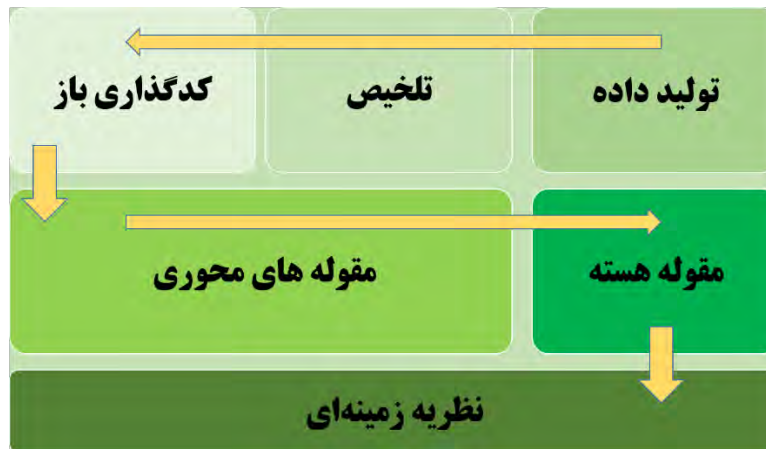 تولید داده
تلخیص
کدگذاری باز
مقوله های محوری
مقوله هسته
نظریه زمینه‌ای